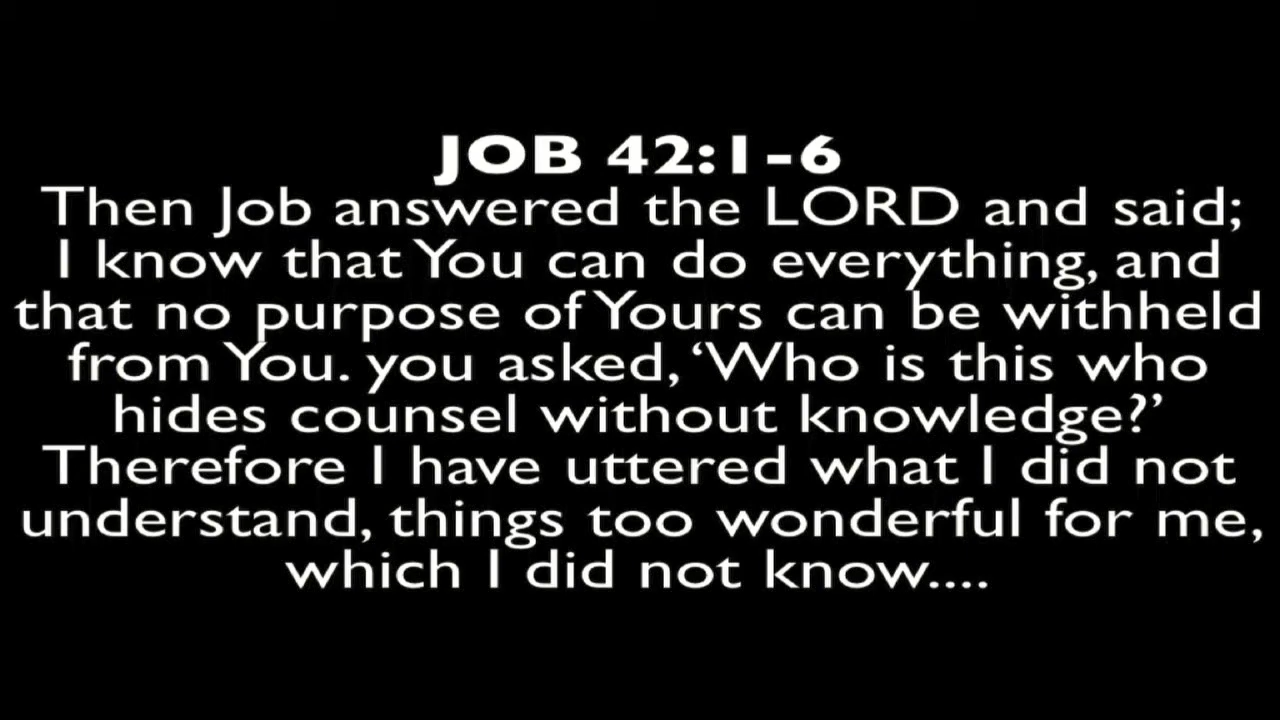 JOB 42:1-6
Then Job answered the LORD and said;
I know that You can do everything, and
that no purpose of Yours can be withheld
from You. you asked, ‘Who is this who
hides counsel without knowledge?’
Therefore I have uttered what I did not
understand, things too wonderful for me,
which I did not know....